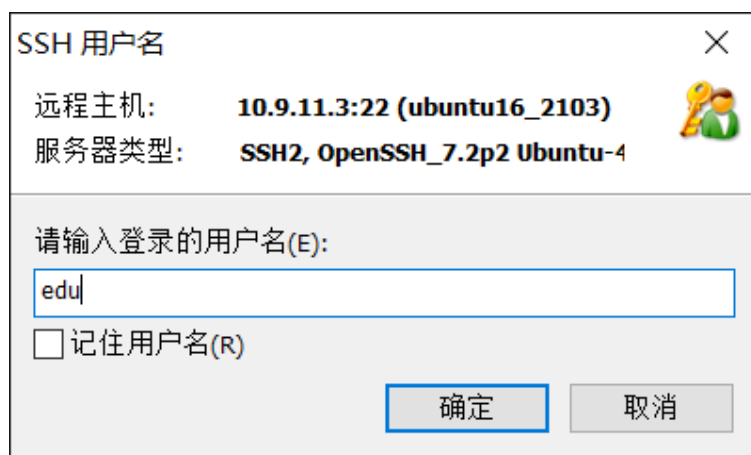 SSH 用户名
远程主机: 10.9.11.3:22 (ubuntu16_2103)
服务器类型: SSH2, OpenSSH_7.2p2 Ubuntu-4
请输入登录的用户名(E):
edu
记住用户名(R)
确定 取消